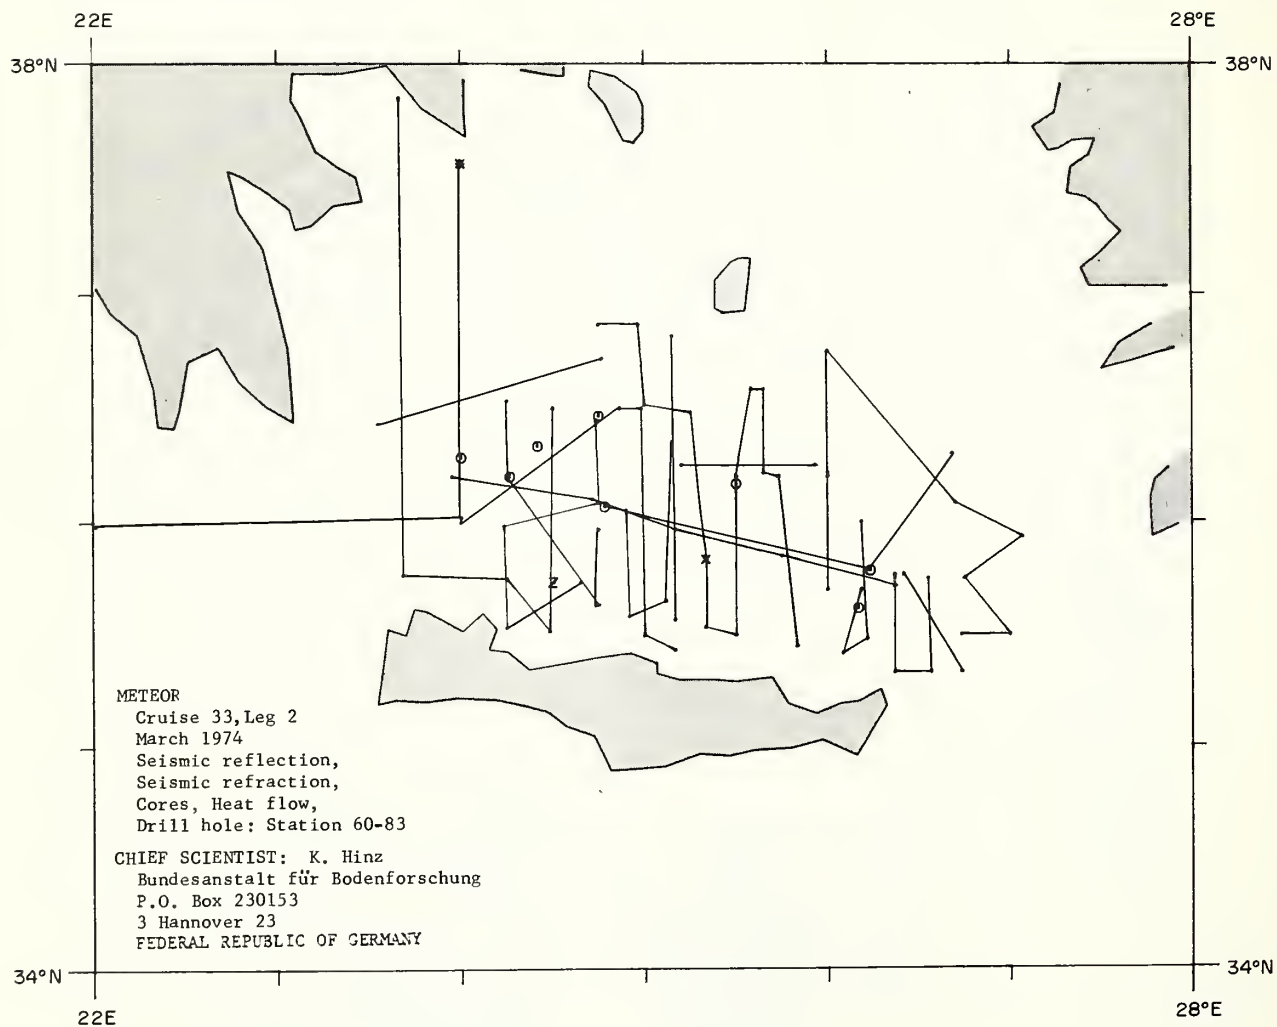 22E
28°E
38°N
38°N
Z
METEOR
Cruise 33, Leg 2
March 1974
Seismic reflection,
Seismic refraction,
Cores, Heat flow,
Drill hole: Station 60-83
CHIEF SCIENTIST: K. Hinz
Bundesanstalt für Bodenforschung
P.O. Box 230153
3 Hannover 23
FEDERAL REPUBLIC OF GERMANY
34°N
34°N
22E
28°E